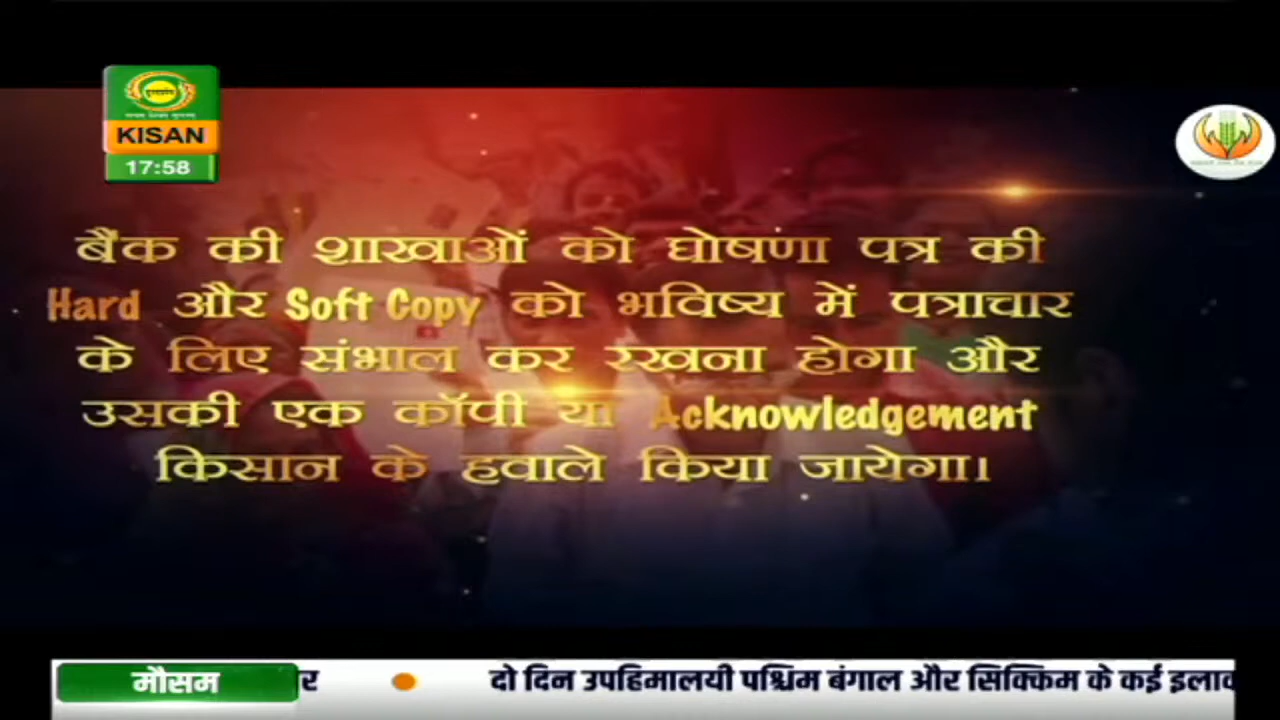 KISAN
17:58
बैंक की शाखाओं को घोषणा पत्र की
Hard और Soft Copy को भविष्य में पत्राचार
के लिए संभाल कर रखना होगा और
उसकी एक कॉपी या Acknowledgement
किसान के हवाले किया जायेगा।
मौसम
दो दिन उपहिमालयी पश्चिम बंगाल और सिक्किम के कई